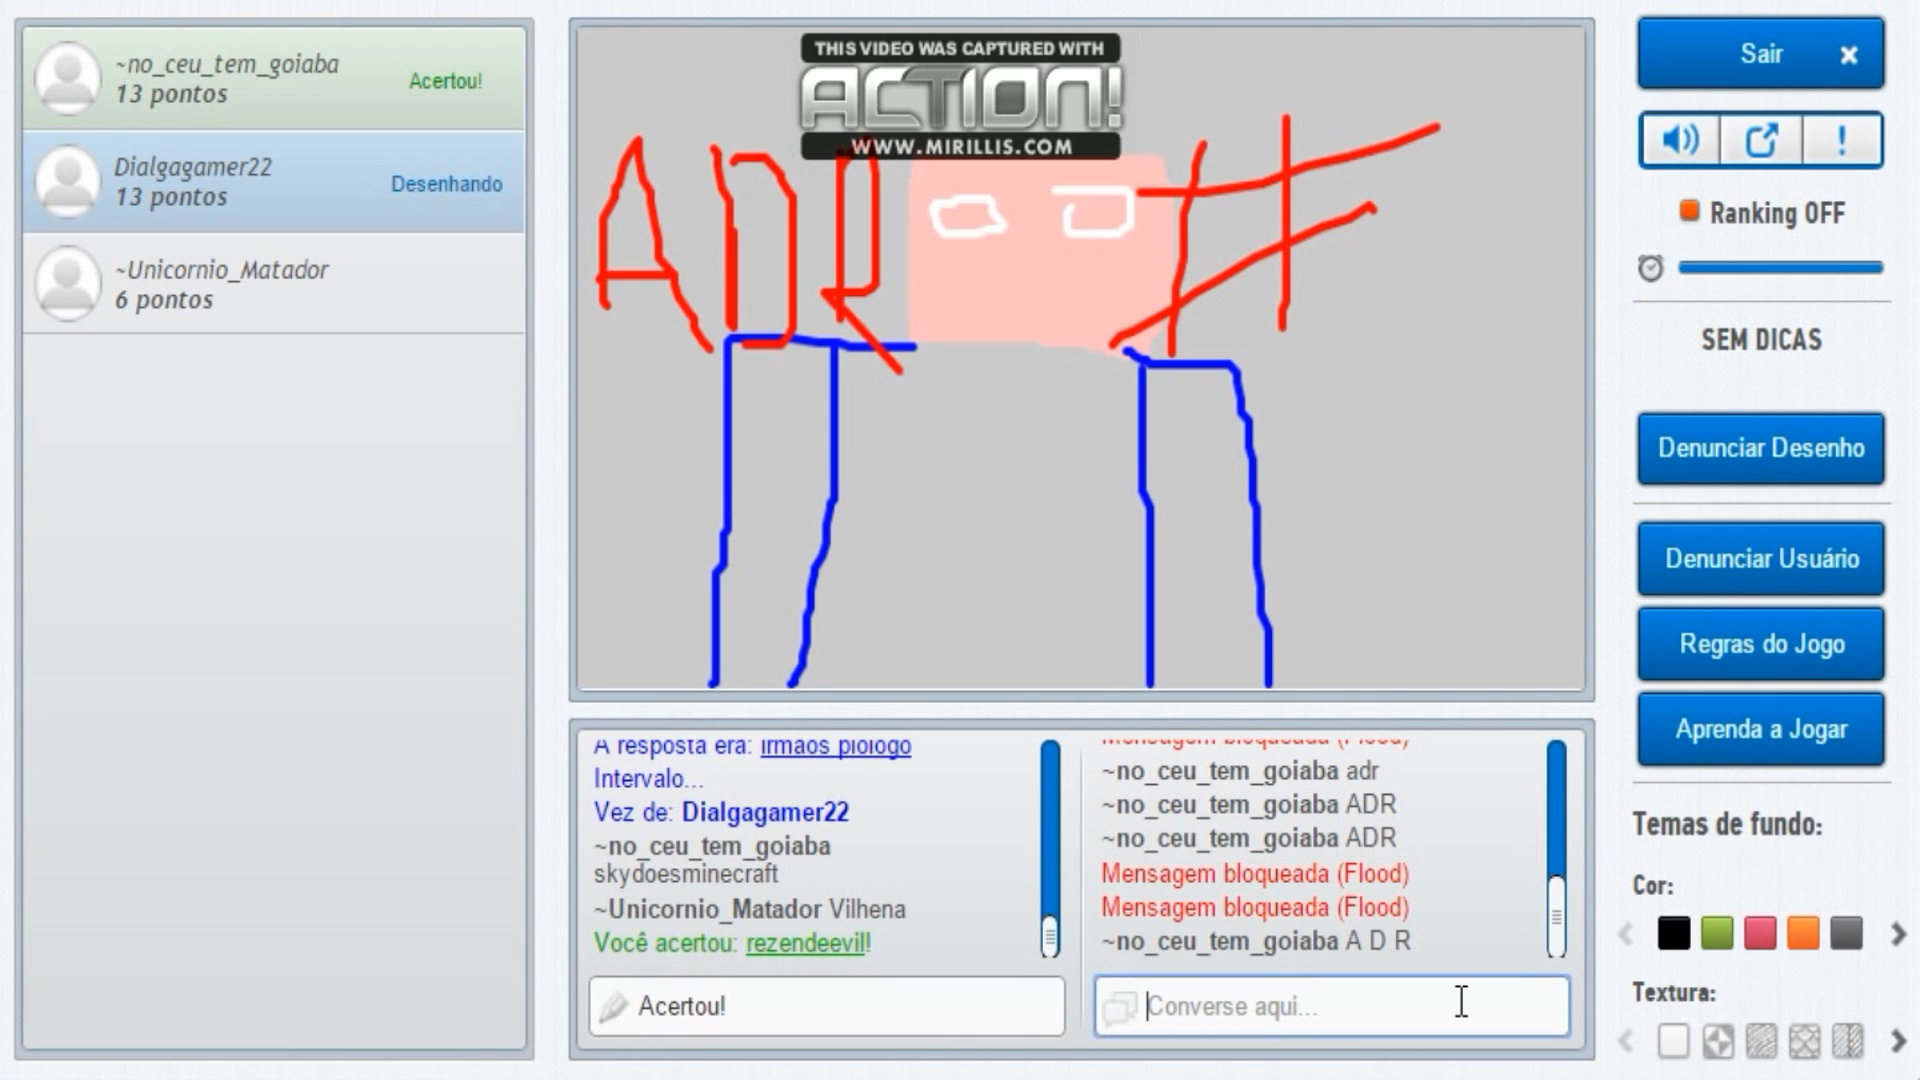 ~no_ceu_tem_goiaba
13 pontos
Acertou!
Dialgagamer22
13 pontos
Desenhando
~Unicornio_Matador
6 pontos
THIS VIDEO WAS CAPTURED WITH
ACTION!
WWW.MIRILLIS.COM
ADR #
A resposta era: irmaos piologo
Intervalo...
Vez de: Dialgagamer22
~no_ceu_tem_goiaba
skydoesminecraft
~Unicornio_Matador Vilhena
Você acertou: rezendeevil!
Acertou!
Mensagem bloqueada (Flood)
~no_ceu_tem_goiaba adr
~no_ceu_tem_goiaba ADR
~no_ceu_tem_goiaba ADR
Mensagem bloqueada (Flood)
Mensagem bloqueada (Flood)
~no_ceu_tem_goiaba A D R
Converse aqui...
Sair ×
!
Ranking OFF
SEM DICAS
Denunciar Desenho
Denunciar Usuário
Regras do Jogo
Aprenda a Jogar
Temas de fundo:
Cor:
Textura: